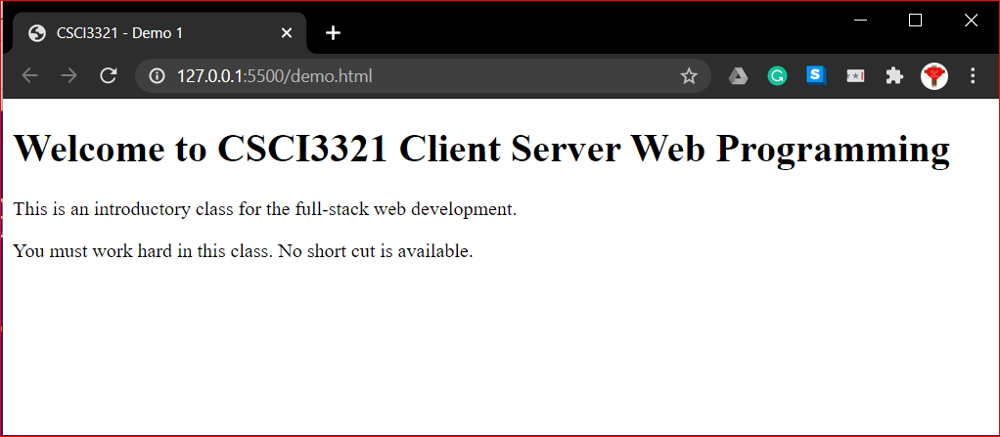 CSCI3321 - Demo 1
127.0.0.1:5500/demo.html
Welcome to CSCI3321 Client Server Web Programming
This is an introductory class for the full-stack web development.
You must work hard in this class. No short cut is available.